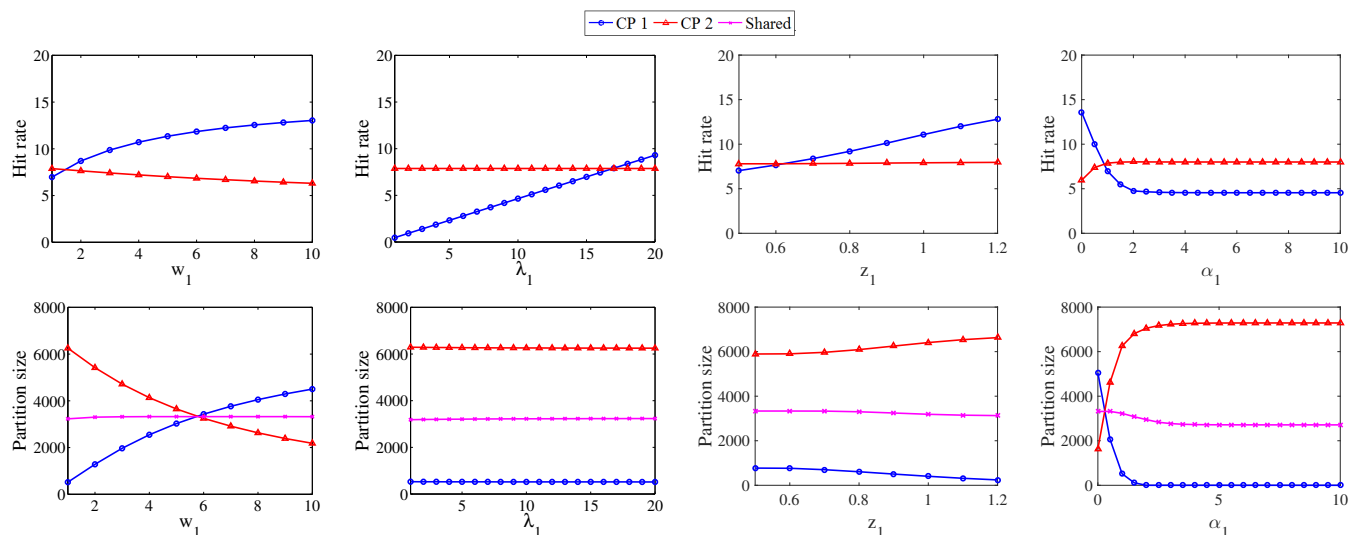 CP 1 CP 2 Shared
20 15 10 5 0
Hit rate
2 4 6 8 10
w1
20 15 10 5 0
Hit rate
5 10 15 20
λ1
20 15 10 5 0
Hit rate
0.6 0.8 1 1.2
z1
20 15 10 5 0
Hit rate
0 2 4 6 8 10
α1
8000 6000 4000 2000 0
Partition size
2 4 6 8 10
w1
8000 6000 4000 2000 0
Partition size
5 10 15 20
λ1
8000 6000 4000 2000 0
Partition size
0.6 0.8 1 1.2
z1
8000 6000 4000 2000 0
Partition size
0 5 10
α1